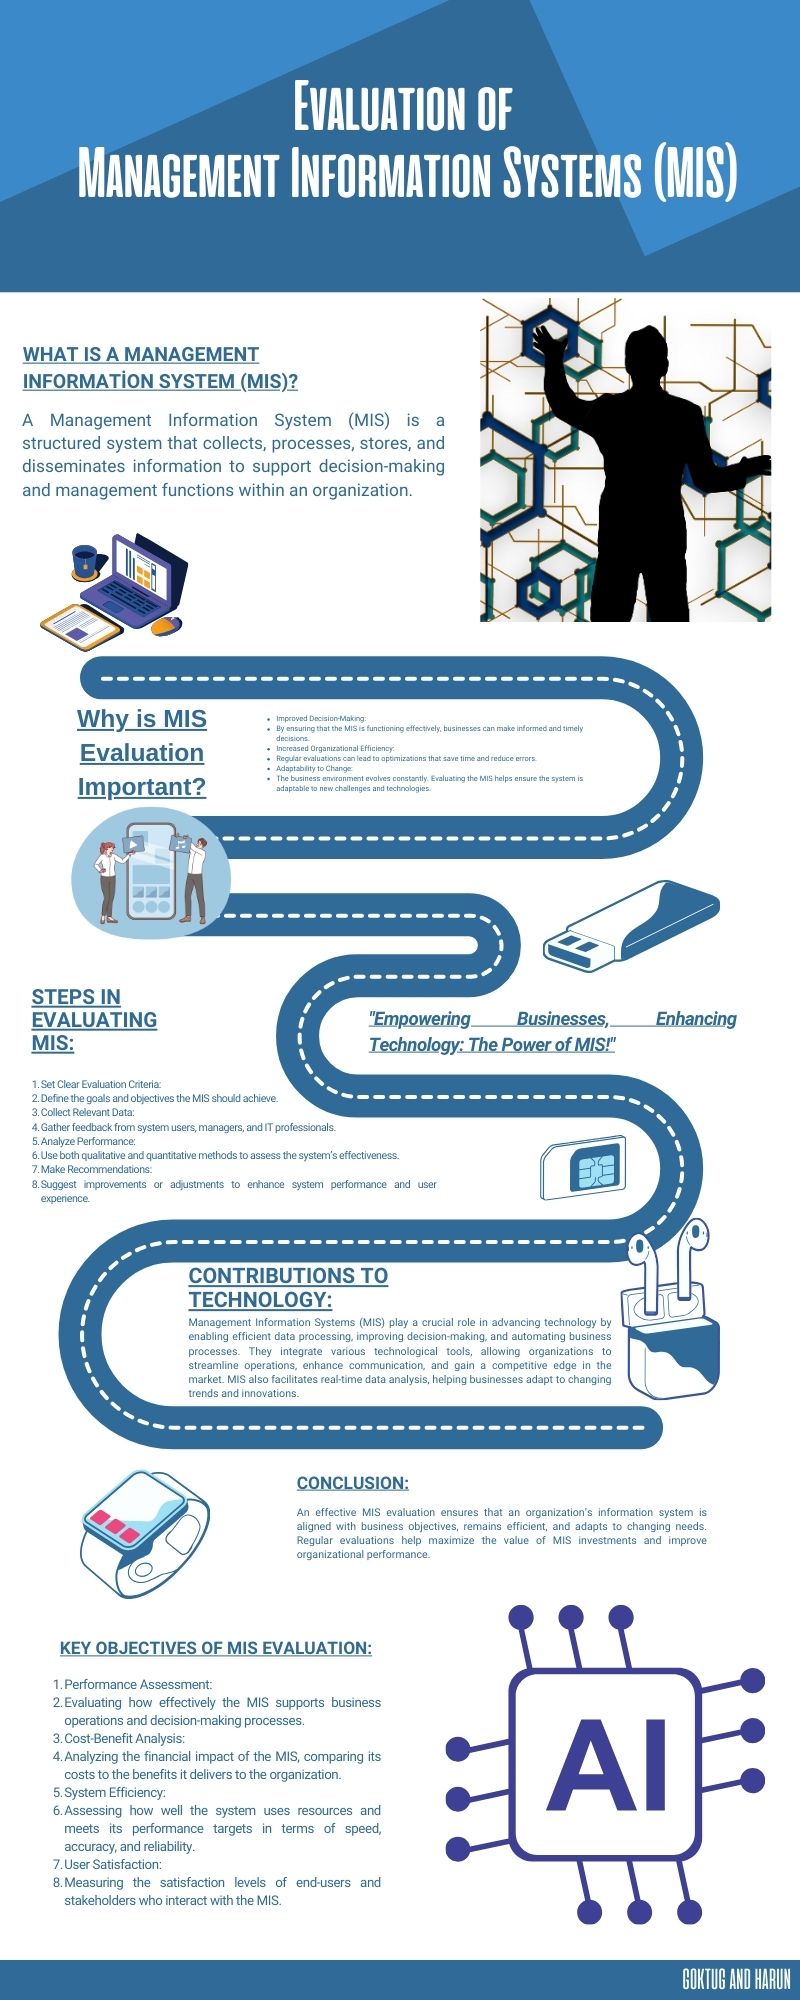 EVALUATION OF
MANAGEMENT INFORMATION SYSTEMS (MIS)
WHAT IS A MANAGEMENT
INFORMATİON SYSTEM (MIS)?
A Management Information System (MIS) is a
structured system that collects, processes, stores, and
disseminates information to support decision-making
and management functions within an organization.
Why is MIS
Evaluation
Important?
• Improved Decision-Making:
• By ensuring that the MIS is functioning effectively, businesses can make informed and timely
decisions.
• Increased Organizational Efficiency:
• Regular evaluations can lead to optimizations that save time and reduce errors.
• Adaptability to Change:
• The business environment evolves constantly. Evaluating the MIS helps ensure the system is
adaptable to new challenges and technologies.
STEPS IN
EVALUATING
MIS:
"Empowering Businesses, Enhancing
Technology: The Power of MIS!"
1. Set Clear Evaluation Criteria:
2. Define the goals and objectives the MIS should achieve.
3. Collect Relevant Data:
4. Gather feedback from system users, managers, and IT professionals.
5. Analyze Performance:
6. Use both qualitative and quantitative methods to assess the system's effectiveness.
7. Make Recommendations:
8. Suggest improvements or adjustments to enhance system performance and user
experience.
CONTRIBUTIONS TO
TECHNOLOGY:
Management Information Systems (MIS) play a crucial role in advancing technology by
enabling efficient data processing, improving decision-making, and automating business
processes. They integrate various technological tools, allowing organizations to
streamline operations, enhance communication, and gain a competitive edge in the
market. MIS also facilitates real-time data analysis, helping businesses adapt to changing
trends and innovations.
CONCLUSION:
An effective MIS evaluation ensures that an organization's information system is
aligned with business objectives, remains efficient, and adapts to changing needs.
Regular evaluations help maximize the value of MIS investments and improve
organizational performance.
KEY OBJECTIVES OF MIS EVALUATION:
1. Performance Assessment:
2. Evaluating how effectively the MIS supports business
operations and decision-making processes.
3. Cost-Benefit Analysis:
4. Analyzing the financial impact of the MIS, comparing its
costs to the benefits it delivers to the organization.
5. System Efficiency:
6. Assessing how well the system uses resources and
meets its performance targets in terms of speed,
accuracy, and reliability.
7. User Satisfaction:
8. Measuring the satisfaction levels of end-users and
stakeholders who interact with the MIS.
AI
GOKTUG AND HARUN